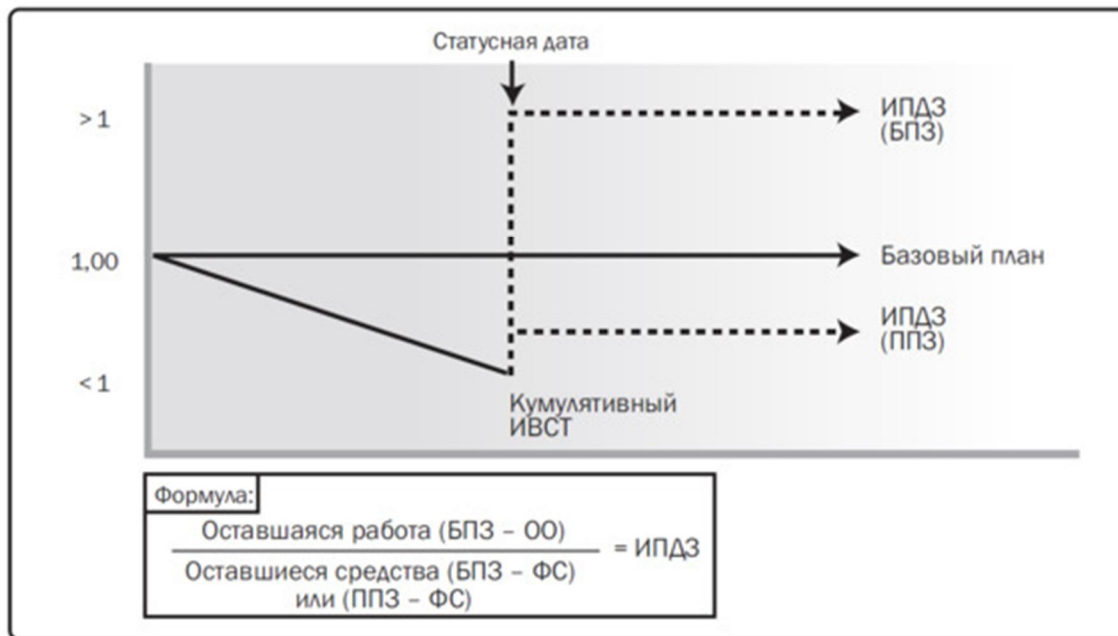 Статусная дата
> 1
ИПДЗ
(БПЗ)
1,00
Базовый план
ИПДЗ
(ППЗ)
< 1
Кумулятивный
ИВСТ
Формула:
Оставшаяся работа (БПЗ – ОО)
= ИПДЗ
Оставшиеся средства (БПЗ – ФС)
или (ППЗ – ФС)